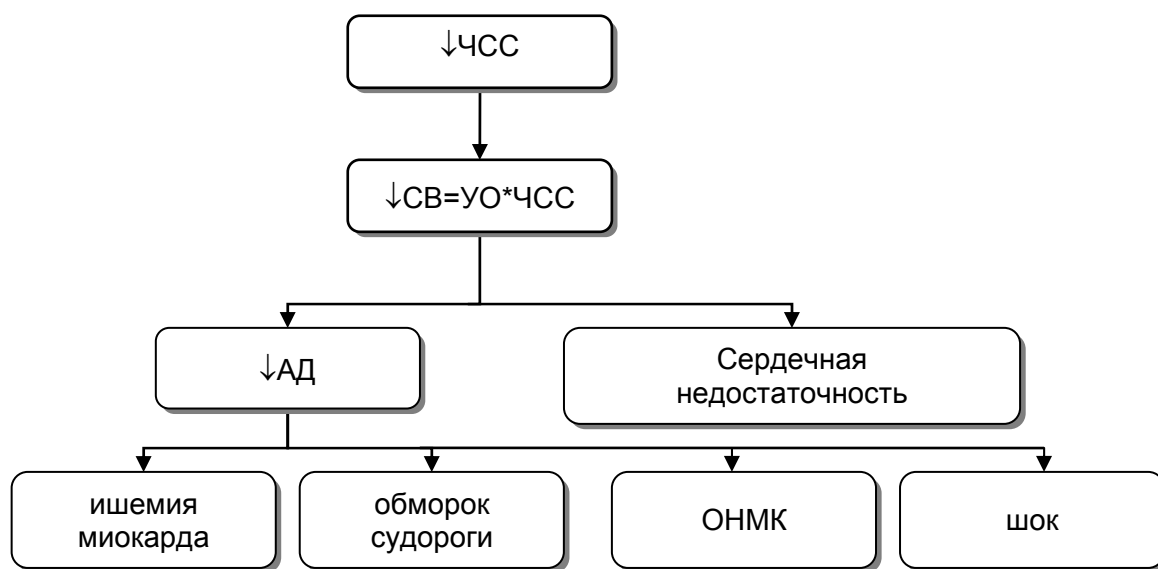 ↓ЧСС
↓СВ=УО*ЧСС
↓АД
Сердечная
недостаточность
ишемия
миокарда
обморок
судороги
ОНМК
шок